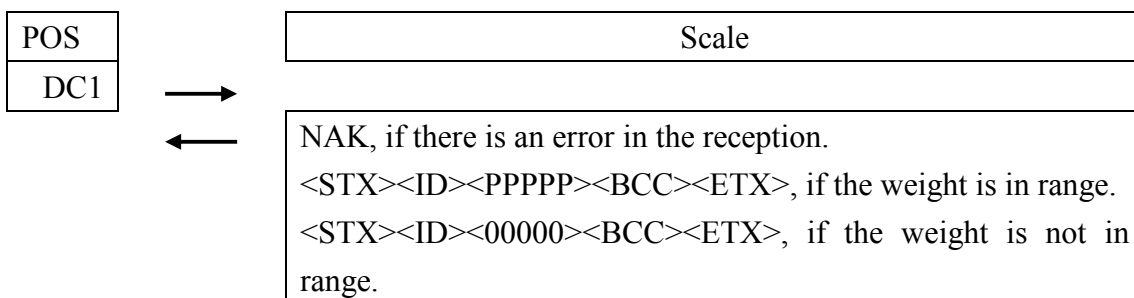 POS
Scale
DC1
NAK, if there is an error in the reception.
<STX><ID><PPPPP><BCC><ETX>, if the weight is in range.
<STX><ID><00000><BCC><ETX>, if the weight is not in
range.